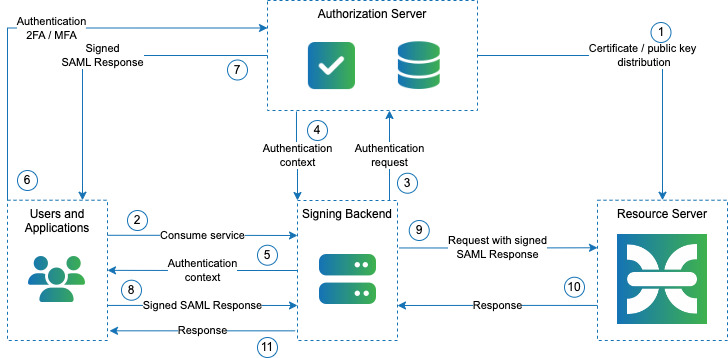 Authorization Server
Authentication
2FA / MFA
Signed
SAML Response
7
1
Certificate / public key
distribution
4
Authentication
context
Authentication
request
3
6
Users and
Applications
2
Consume service
Authentication
context
5
8
Signed SAML Response
Response
11
Signing Backend
9
Request with signed
SAML Response
10
Response
Resource Server